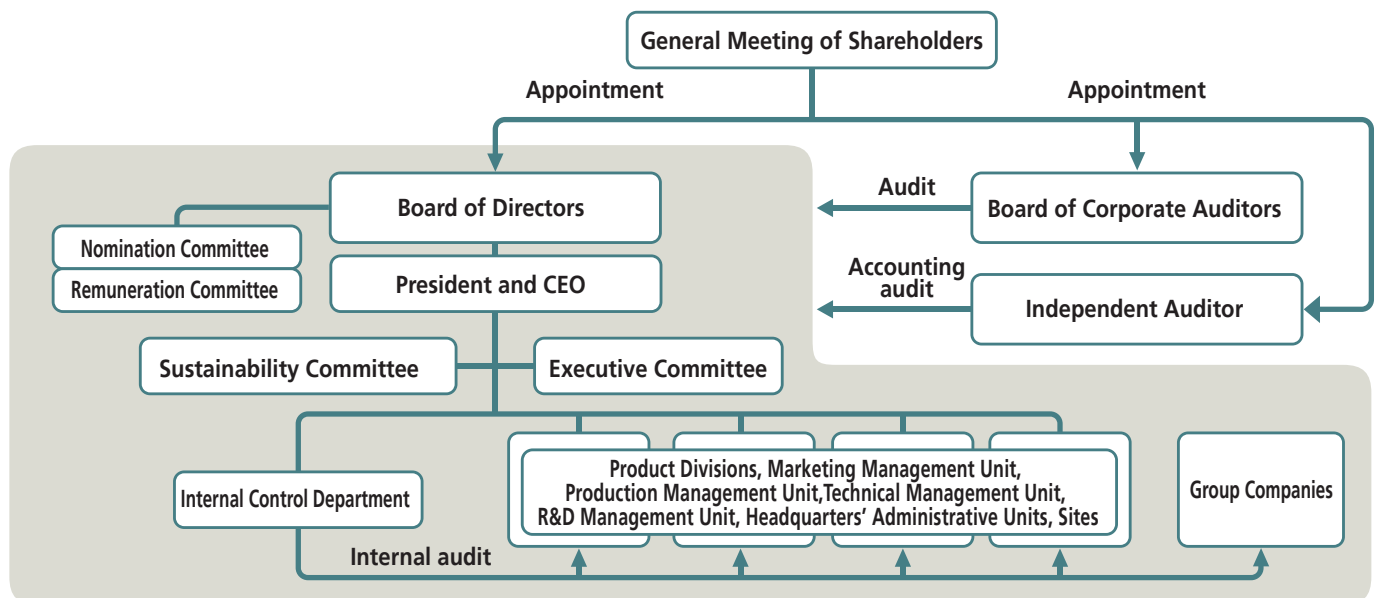 General Meeting of Shareholders
Appointment
Appointment
Board of Directors
Audit
Board of Corporate Auditors
Nomination Committee
Remuneration Committee
President and CEO
Accounting
audit
Independent Auditor
Sustainability Committee
Executive Committee
Internal Control Department
Product Divisions, Marketing Management Unit,
Production Management Unit,Technical Management Unit,
R&D Management Unit, Headquarters’ Administrative Units, Sites
Group Companies
Internal audit